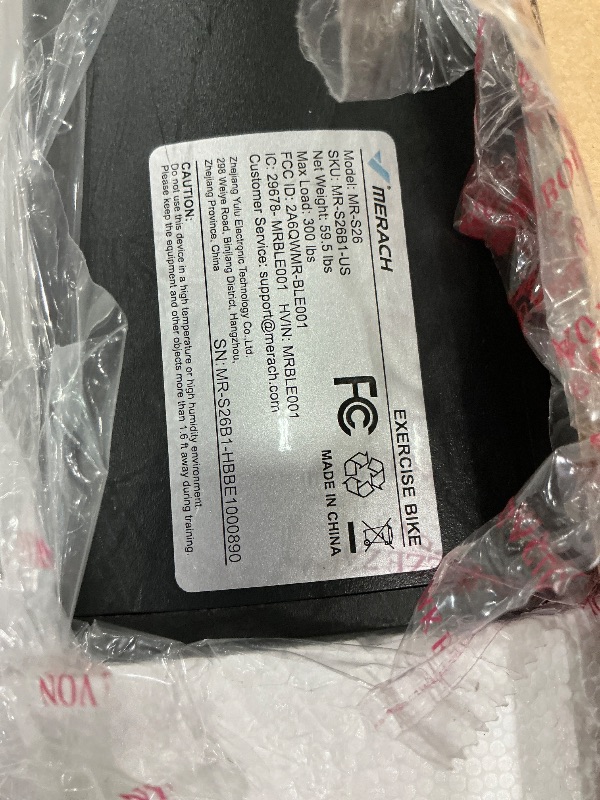 MERACH
EXERCISE BIKE
Model: MR-S26
SKU: MR-S26B1-US
Net Weight: 59.5 lbs
Max Load: 300 lbs
FCC ID: 2A6QWMR-BLE001
IC: 29678- MRBLE001 HVIN: MRBLE001
Customer Service: support@merach.com
FC
MADE IN CHINA
Zhejiang Yulu Electronic Technology Co.,Ltd.
298 Weiye Road, Binjiang District, Hangzhou,
Zhejiang Province, China
SN: MR-S26B1-HBBE1000890
CAUTION:
Do not use this device in a high temperature or high humidity environment
Please keep the equipment and other objects more than 1.6 ft away during training
VON